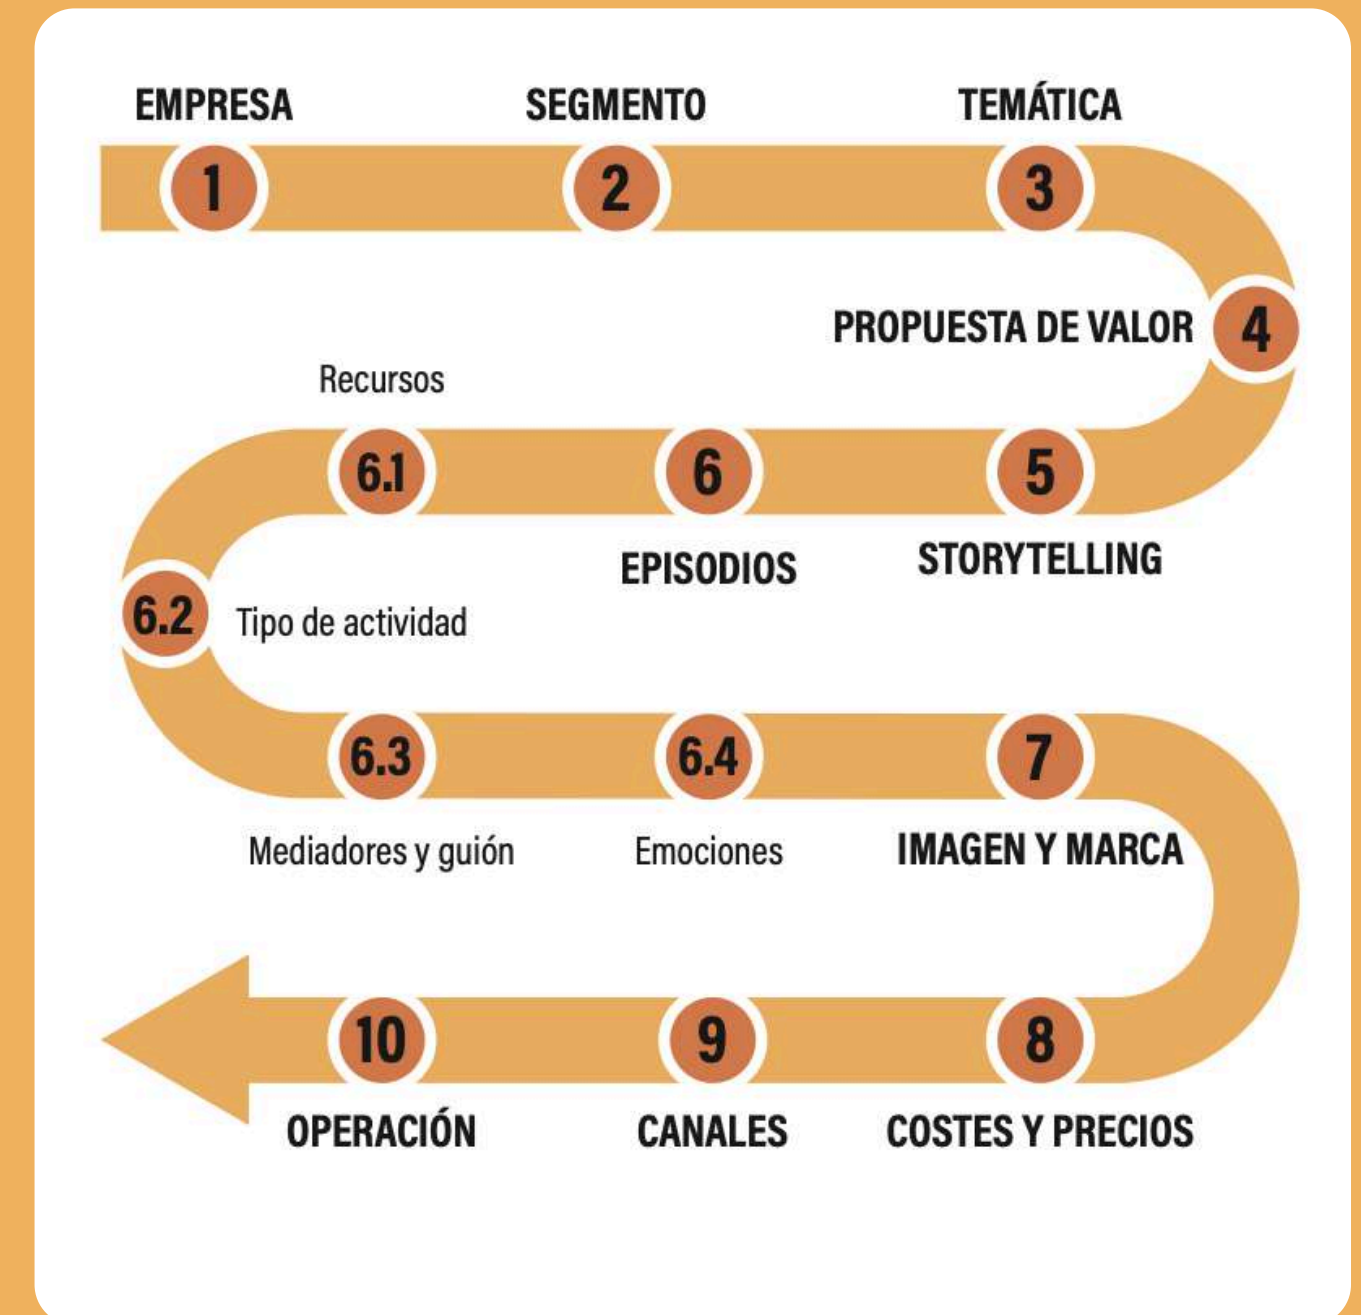 EMPRESA
1
SEGMENTO
2
TEMÁTICA
3
PROPUESTA DE VALOR
4
5
STORYTELLING
6
EPISODIOS
Recursos
6.1
6.2
Tipo de actividad
6.3
Mediadores y guión
6.4
Emociones
7
IMAGEN Y MARCA
8
COSTES Y PRECIOS
9
CANALES
10
OPERACIÓN